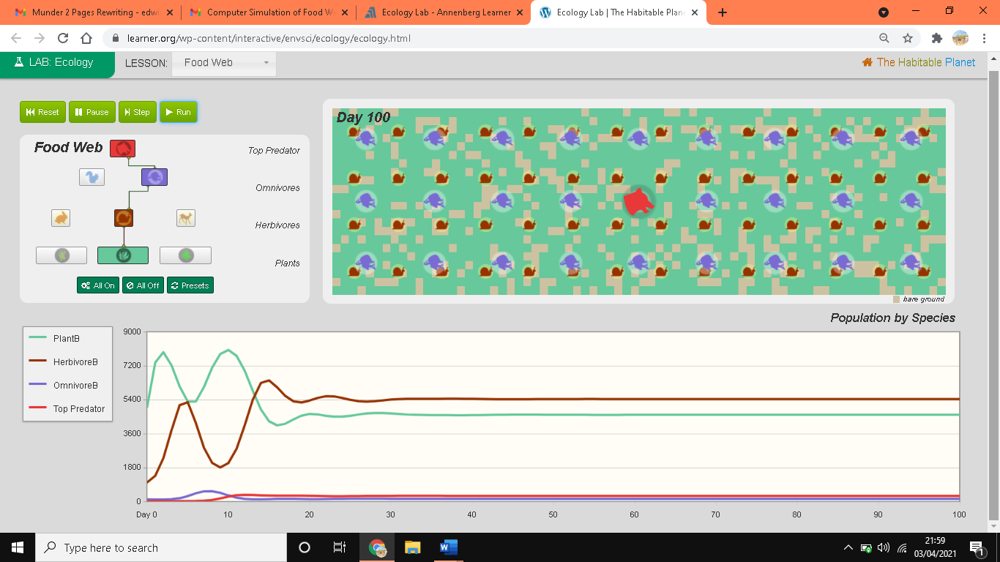 Munder 2 Pages Rewriting - edwi
Computer Simulation of Food We
Ecology Lab - Annenberg Learner
Ecology Lab | The Habitable Plan
learner.org/wp-content/interactive/envsci/ecology/ecology.html
LAB: Ecology
LESSON:
Food Web
The Habitable Planet
Reset
Pause
Step
Run
Food Web
Top Predator
Omnivores
Herbivores
Plants
All On
All Off
Presets
Day 100
bare ground
Population by Species
PlantB
HerbivoreB
OmnivoreB
Top Predator
9000
7200
5400
3600
1800
0
Day 0
10
20
30
40
50
60
70
80
90
100
Type here to search
21:59
03/04/2021
1